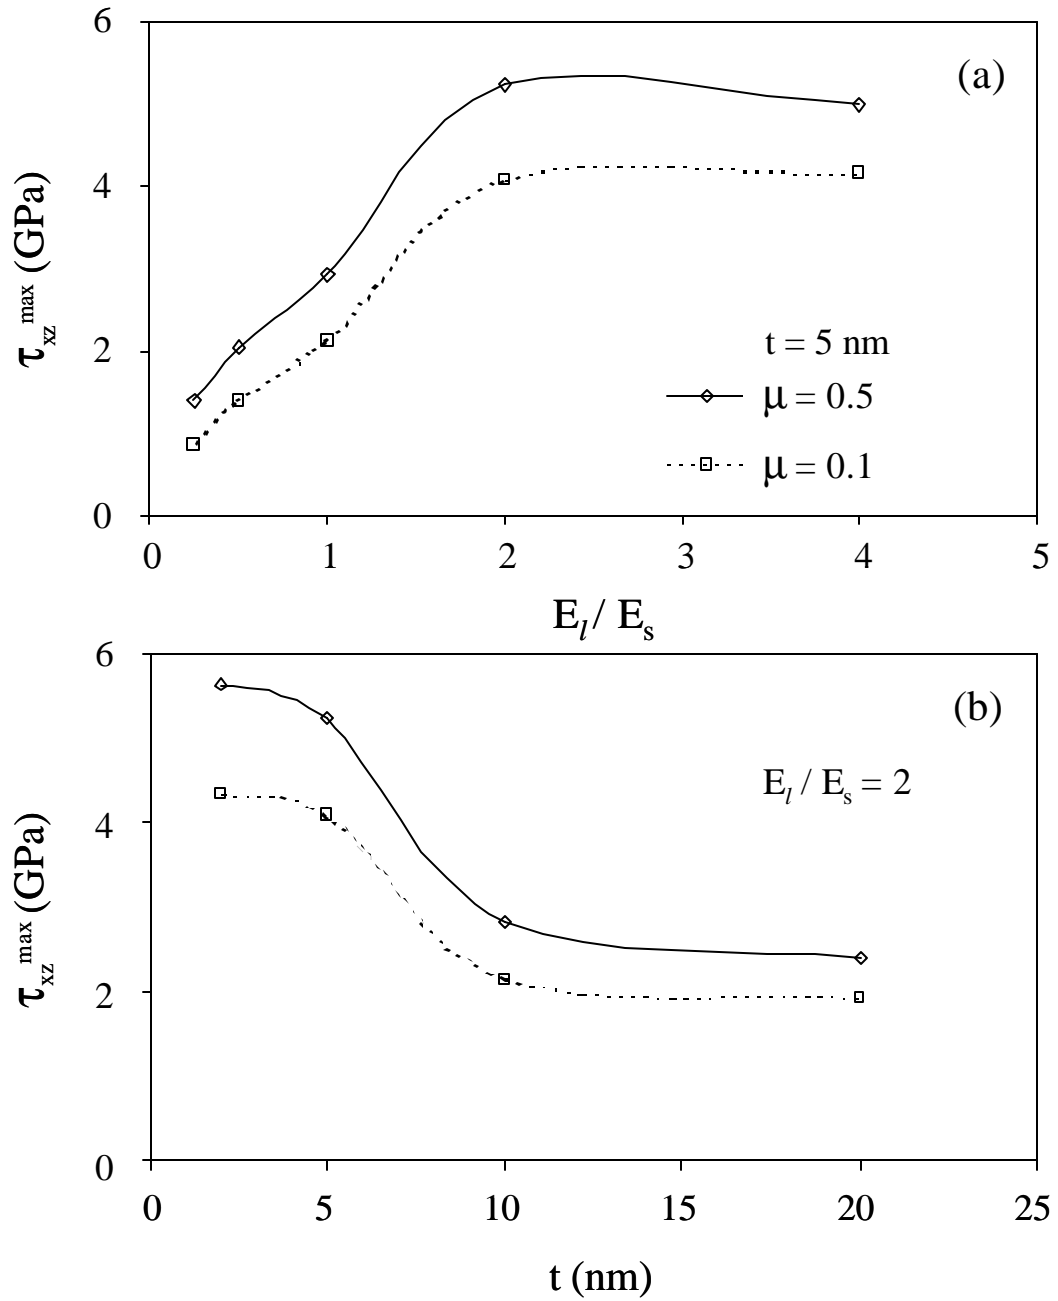 6
(a)
4
τxz max (GPa)
2
t = 5 nm
μ = 0.5
μ = 0.1
0
0 1 2 3 4 5
El / Es
6
(b)
El / Es = 2
4
τxz max (GPa)
2
0
0 5 10 15 20 25
t (nm)